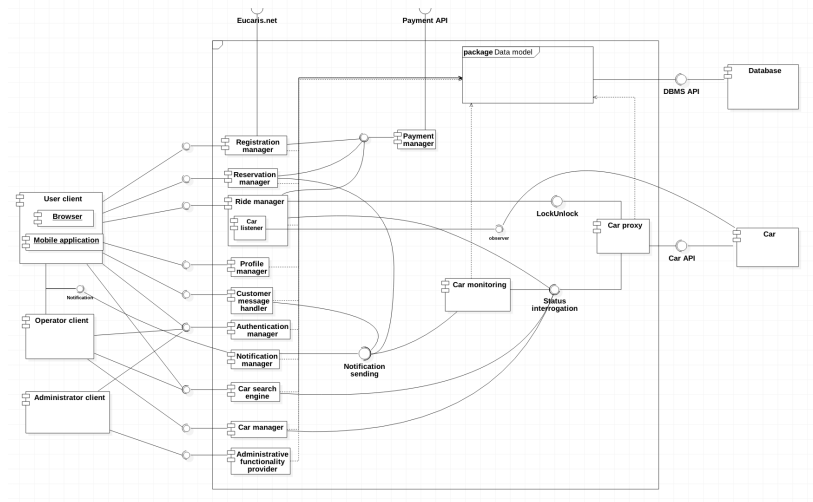 Eucaris.net
Payment API
package Data model
Database
DBMS API
Registration
manager
Payment
manager
Reservation
manager
User client
Browser
Mobile application
Ride manager
Car
listener
LockUnlock
observer
Car proxy
Car API
Car
Profile
manager
Car monitoring
Notification
Customer
message
handler
Status
interrogation
Operator client
Authentication
manager
Notification
manager
Notification
sending
Administrator client
Car search
engine
Car manager
Administrative
functionality
provider